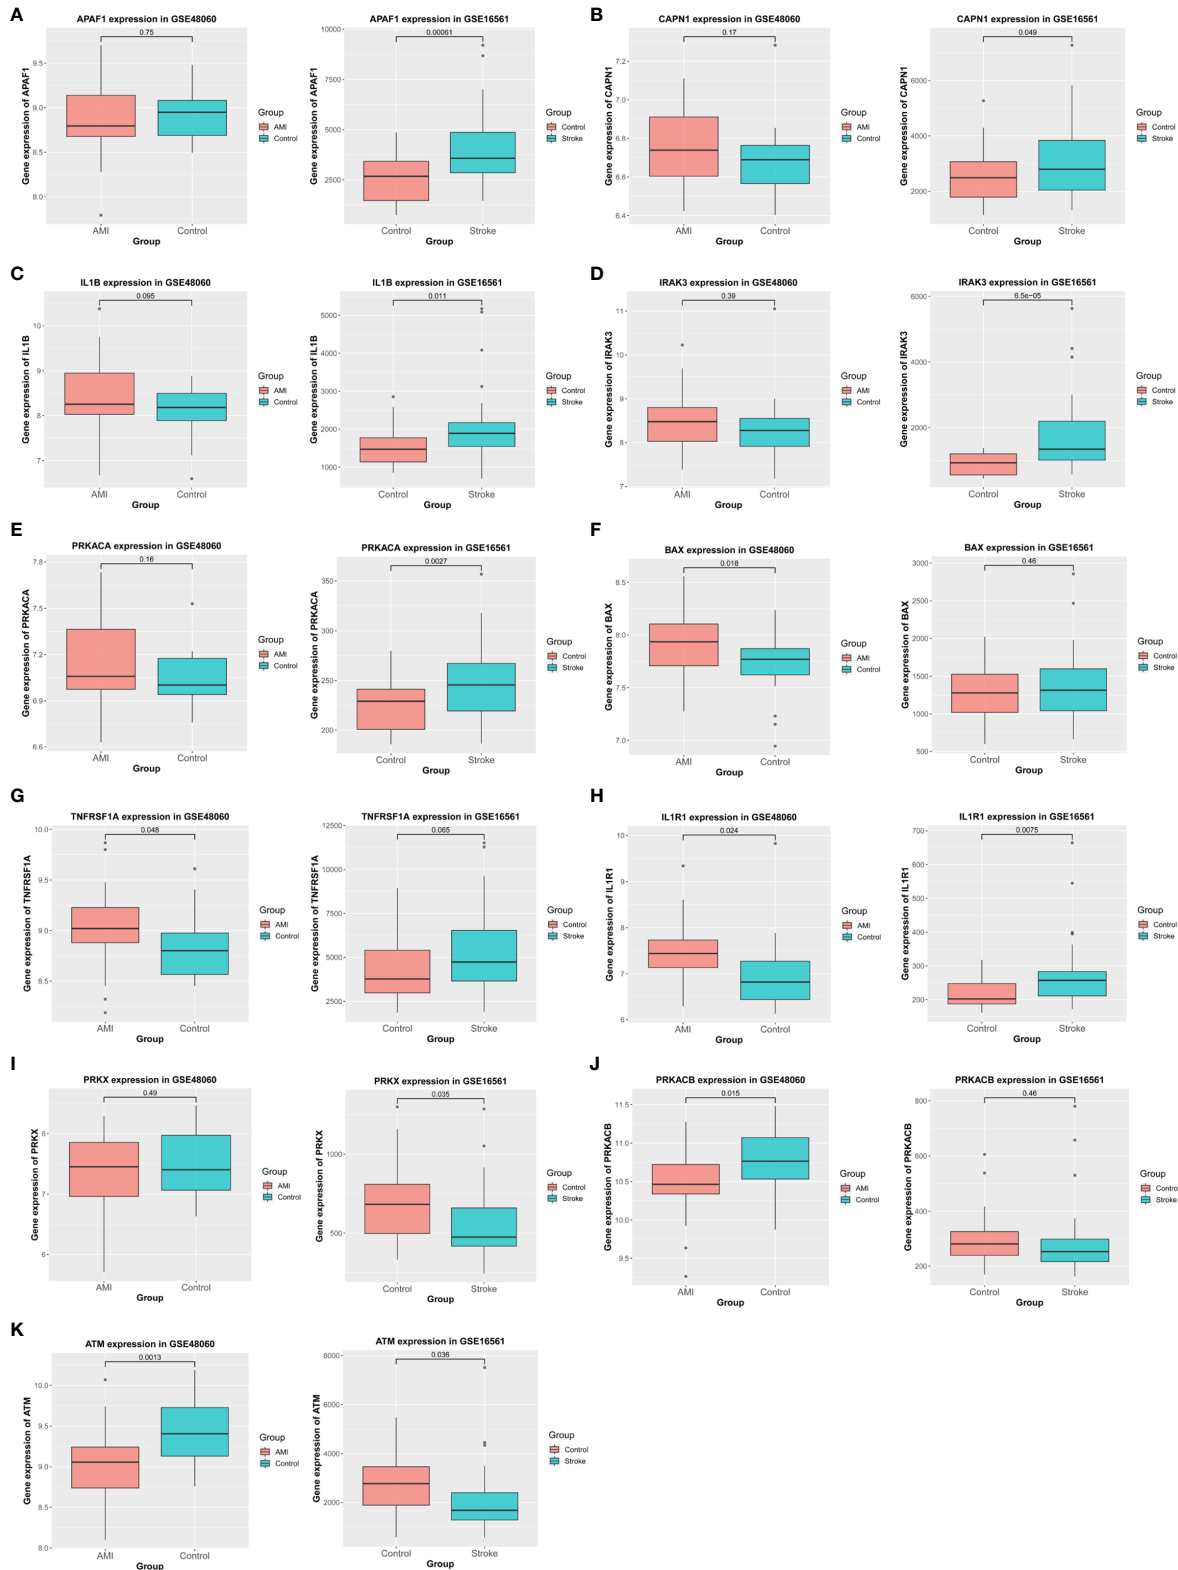 A
APAF1 expression in GSE48060
0.75
Gene expression of APAF1
9.5
9.0
8.5
8.0
AMI
Control
Group
Group
AMI
Control
APAF1 expression in GSE16561
0.00061
Gene expression of APAF1
10000
7500
5000
2500
Control
Stroke
Group
Group
Control
Stroke
B
CAPN1 expression in GSE48060
0.17
Gene expression of CAPN1
7.2
7.0
6.8
6.6
6.4
AMI
Control
Group
Group
AMI
Control
CAPN1 expression in GSE16561
0.049
Gene expression of CAPN1
6000
4000
2000
Control
Stroke
Group
Group
Control
Stroke
C
IL1B expression in GSE48060
0.095
Gene expression of IL1B
10
9
8
7
AMI
Control
Group
Group
AMI
Control
IL1B expression in GSE16561
0.011
Gene expression of IL1B
5000
4000
3000
2000
1000
Control
Stroke
Group
Group
Control
Stroke
D
IRAK3 expression in GSE48060
0.39
Gene expression of IRAK3
11
10
9
8
7
AMI
Control
Group
Group
AMI
Control
IRAK3 expression in GSE16561
6.5e−05
Gene expression of IRAK3
6000
4000
2000
Control
Stroke
Group
Group
Control
Stroke
E
PRKACA expression in GSE48060
0.16
Gene expression of PRKACA
7.8
7.5
7.2
6.9
6.6
AMI
Control
Group
Group
AMI
Control
PRKACA expression in GSE16561
0.0027
Gene expression of PRKACA
350
300
250
200
Control
Stroke
Group
Group
Control
Stroke
F
BAX expression in GSE48060
0.018
Gene expression of BAX
8.5
8.0
7.5
7.0
AMI
Control
Group
Group
AMI
Control
BAX expression in GSE16561
0.46
Gene expression of BAX
3000
2500
2000
1500
1000
500
Control
Stroke
Group
Group
Control
Stroke
G
TNFRSF1A expression in GSE48060
0.048
Gene expression of TNFRSF1A
10.0
9.5
9.0
8.5
AMI
Control
Group
Group
AMI
Control
TNFRSF1A expression in GSE16561
0.065
Gene expression of TNFRSF1A
12500
10000
7500
5000
2500
Control
Stroke
Group
Group
Control
Stroke
H
IL1R1 expression in GSE48060
0.024
Gene expression of IL1R1
10
9
8
7
6
AMI
Control
Group
Group
AMI
Control
IL1R1 expression in GSE16561
0.0075
Gene expression of IL1R1
700
600
500
400
300
200
Control
Stroke
Group
Group
Control
Stroke
I
PRKX expression in GSE48060
0.49
Gene expression of PRKX
8
7
6
AMI
Control
Group
Group
AMI
Control
PRKX expression in GSE16561
0.035
Gene expression of PRKX
1000
500
Control
Stroke
Group
Group
Control
Stroke
J
PRKACB expression in GSE48060
0.015
Gene expression of PRKACB
11.5
11.0
10.5
10.0
9.5
AMI
Control
Group
Group
AMI
Control
PRKACB expression in GSE16561
0.46
Gene expression of PRKACB
800
600
400
200
Control
Stroke
Group
Group
Contro
Stroke
K
ATM expression in GSE48060
0.0013
Gene expression of ATM
10.0
9.5
9.0
8.5
8.0
AMI
Control
Group
Group
AMI
Control
ATM expression in GSE16561
0.036
Gene expression of ATM
8000
6000
4000
2000
Control
Stroke
Group
Group
Control
Stroke